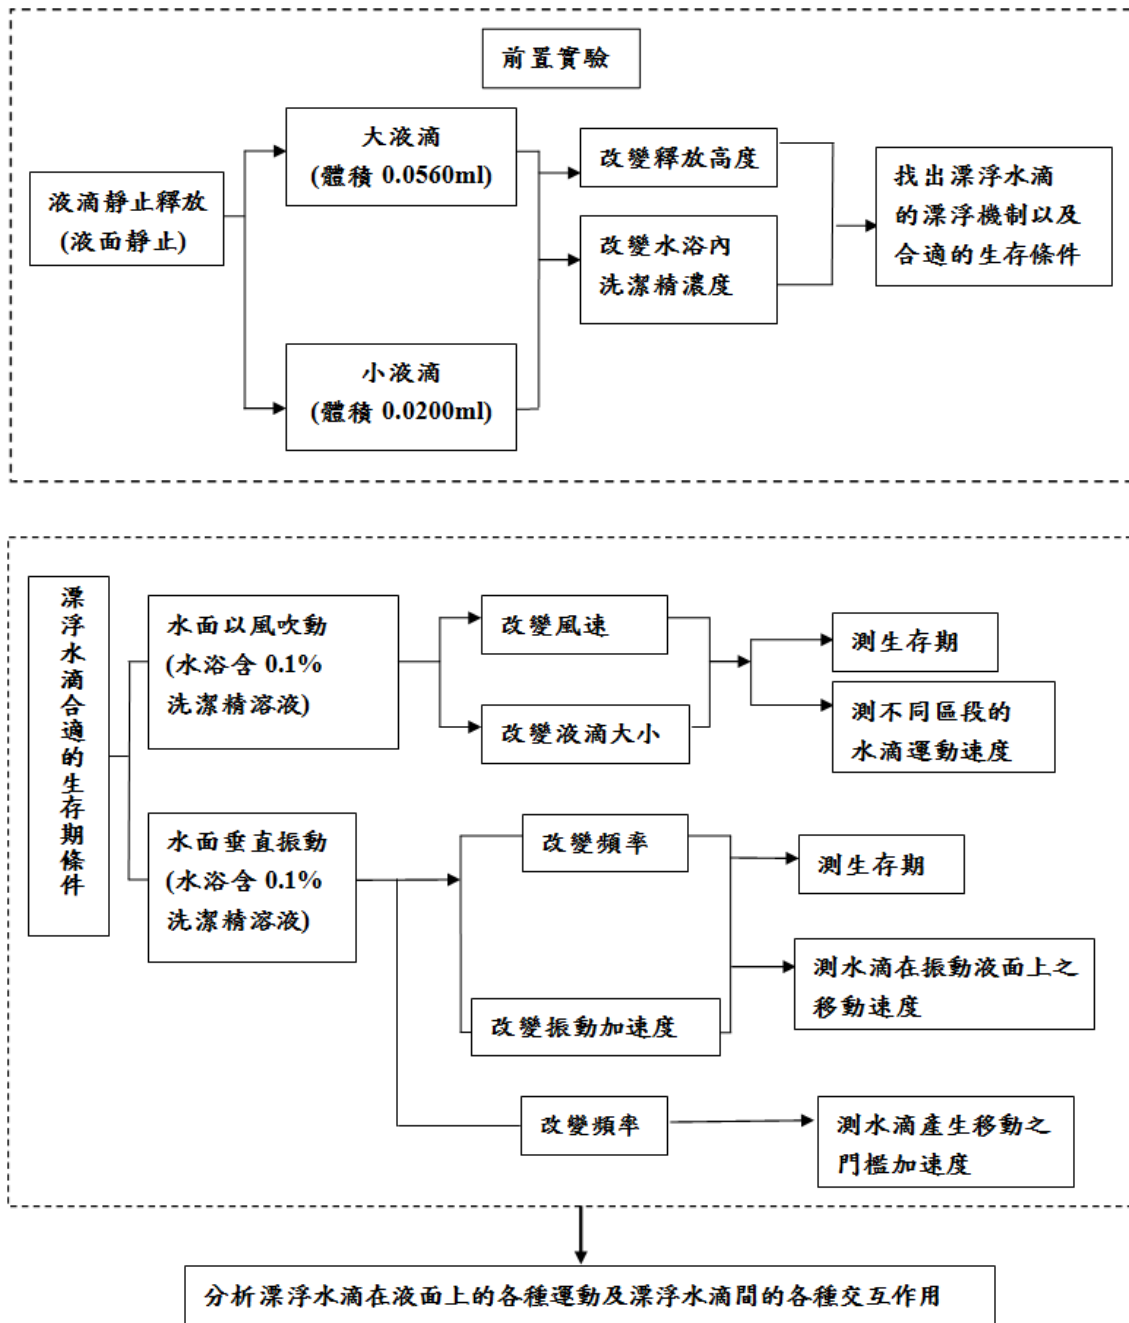 前置實驗
液滴靜止釋放
(液面靜止)
大液滴
(體積 0.0560ml)
小液滴
(體積 0.0200ml)
改變釋放高度
改變水浴內
洗潔精濃度
找出漂浮水滴
的漂浮機制以及
合適的生存條件
漂浮水滴合適的生存期條件
水面以風吹動
(水浴含 0.1%
洗潔精溶液)
改變風速
改變液滴大小
測生存期
測不同區段的
水滴運動速度
水面垂直振動
(水浴含 0.1%
洗潔精溶液)
改變頻率
改變振動加速度
測生存期
測水滴在振動液面上之
移動速度
改變頻率
測水滴產生移動之
門檻加速度
分析漂浮水滴在液面上的各種運動及漂浮水滴間的各種交互作用